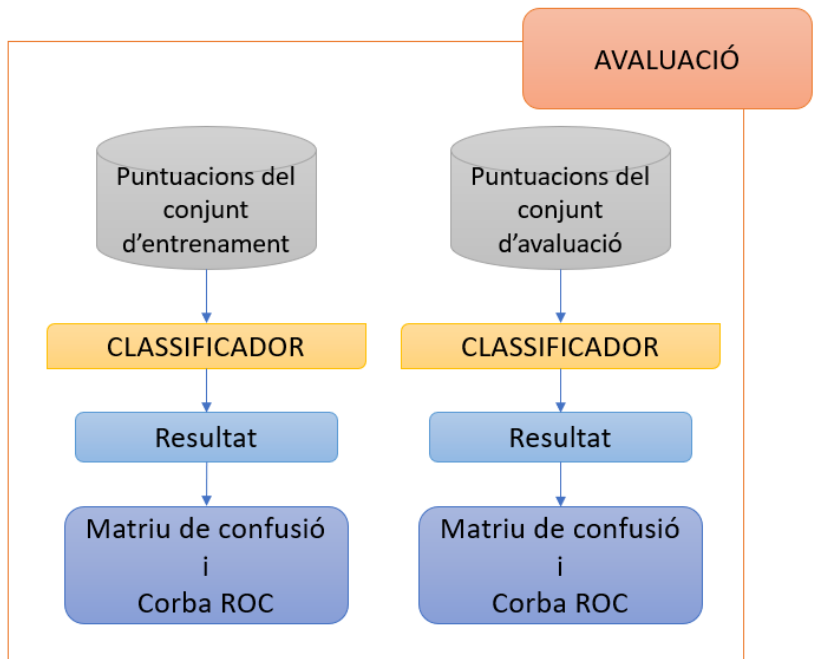 AVALUACIÓ
Puntuacions del
conjunt
d’entrenament
CLASSIFICADOR
Resultat
Matriu de confusió
i
Corba ROC
Puntuacions del
conjunt
d’avaluació
CLASSIFICADOR
Resultat
Matriu de confusió
i
Corba ROC